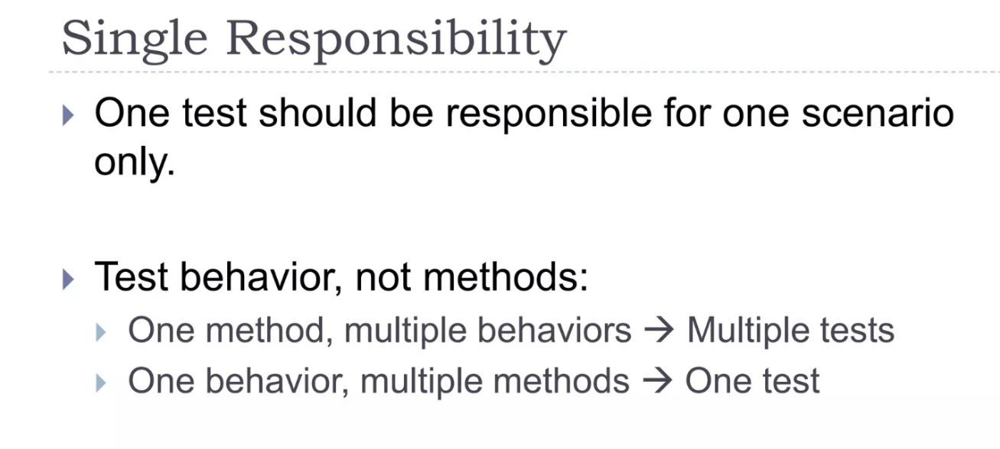 Single Responsibility
One test should be responsible for one scenario
only.
Test behavior, not methods:
One method, multiple behaviors → Multiple tests
One behavior, multiple methods → One test